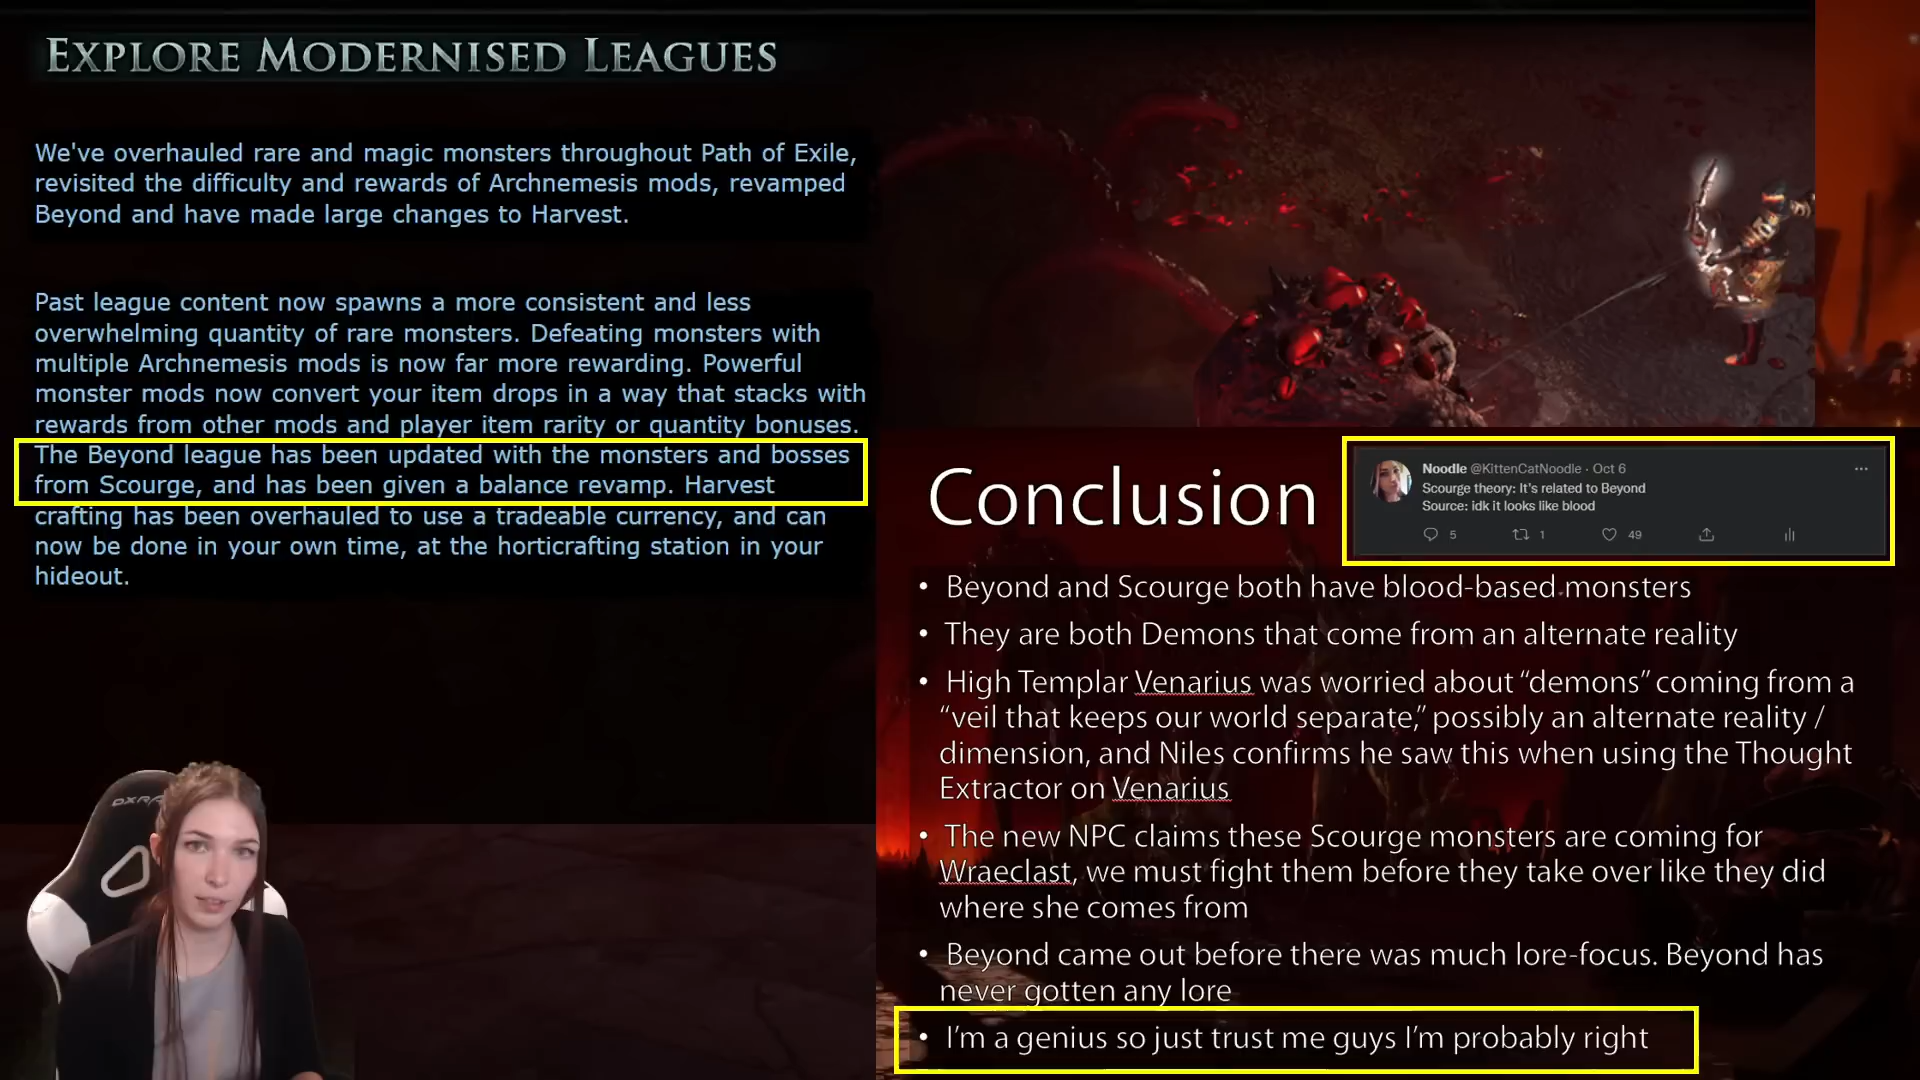 EXPLORE MODERNISED LEAGUES
We've overhauled rare and magic monsters throughout Path of Exile,
revisited the difficulty and rewards of Archnemesis mods, revamped
Beyond and have made large changes to Harvest.
Past league content now spawns a more consistent and less
overwhelming quantity of rare monsters. Defeating monsters with
multiple Archnemesis mods is now far more rewarding. Powerful
monster mods now convert your item drops in a way that stacks with
rewards from other mods and player item rarity or quantity bonuses.
The Beyond league has been updated with the monsters and bosses
from Scourge, and has been given a balance revamp. Harvest
crafting has been overhauled to use a tradeable currency, and can
now be done in your own time, at the horticrafting station in your
hideout.
Conclusion
Noodle @KittenCatNoodle · Oct 6
Scourge theory: It's related to Beyond
Source: idk it looks like blood
5 1 49
• Beyond and Scourge both have blood-based monsters
• They are both Demons that come from an alternate reality
• High Templar Venarius was worried about “demons” coming from a
“veil that keeps our world separate,” possibly an alternate reality /
dimension, and Niles confirms he saw this when using the Thought
Extractor on Venarius
• The new NPC claims these Scourge monsters are coming for
Wraeclast, we must fight them before they take over like they did
where she comes from
• Beyond came out before there was much lore-focus. Beyond has
never gotten any lore
• I'm a genius so just trust me guys I'm probably right